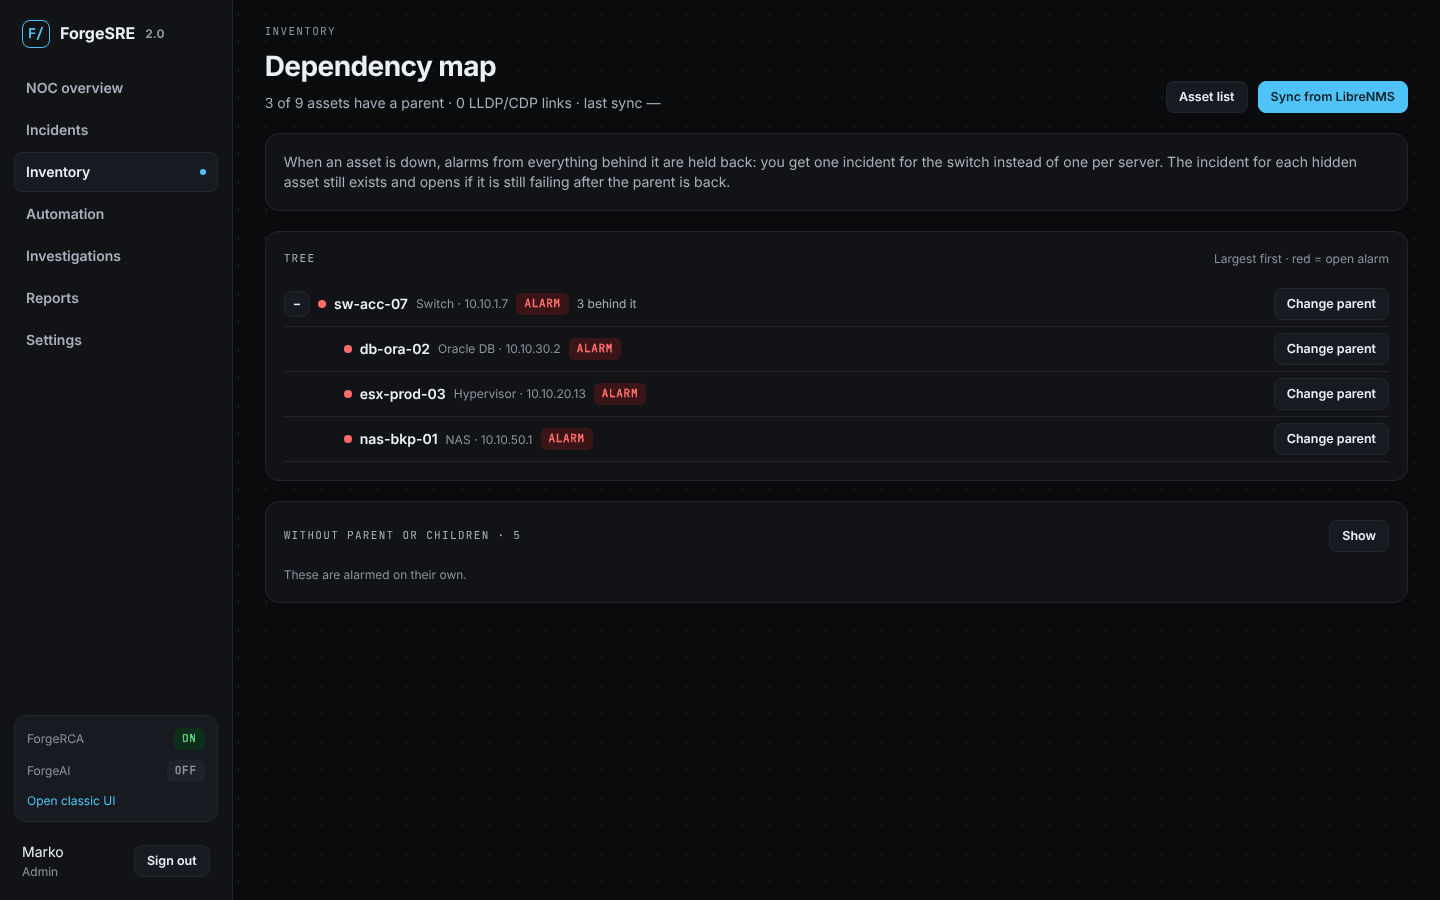 F/ ForgeSRE 2.0
NOC overview
Incidents
Inventory
Automation
Investigations
Reports
Settings
ForgeRCA ON
ForgeAI OFF
Open classic UI
Marko
Admin
Sign out
INVENTORY
Dependency map
3 of 9 assets have a parent · 0 LLDP/CDP links · last sync —
Asset list
Sync from LibreNMS
When an asset is down, alarms from everything behind it are held back: you get one incident for the switch instead of one per server. The incident for each hidden
asset still exists and opens if it is still failing after the parent is back.
TREE
Largest first · red = open alarm
– sw-acc-07 Switch · 10.10.1.7 ALARM 3 behind it Change parent
db-ora-02 Oracle DB · 10.10.30.2 ALARM Change parent
esx-prod-03 Hypervisor · 10.10.20.13 ALARM Change parent
nas-bkp-01 NAS · 10.10.50.1 ALARM Change parent
WITHOUT PARENT OR CHILDREN · 5
Show
These are alarmed on their own.